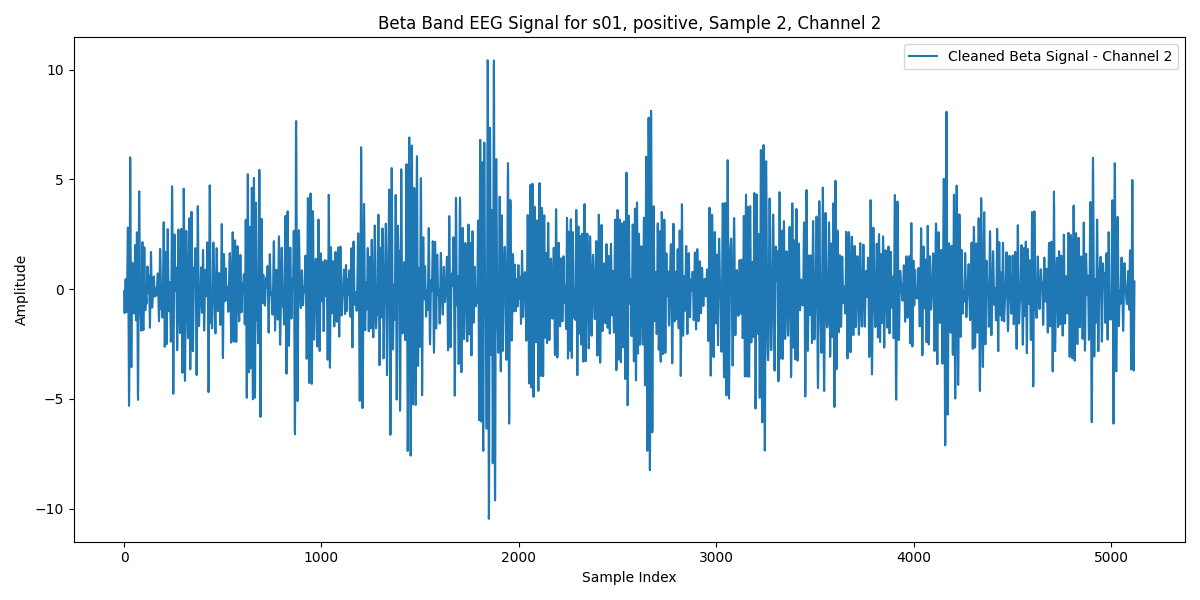 Beta Band EEG Signal for s01, positive, Sample 2, Channel 2
Cleaned Beta Signal - Channel 2
10
5
0
−5
−10
Amplitude
0 1000 2000 3000 4000 5000
Sample Index